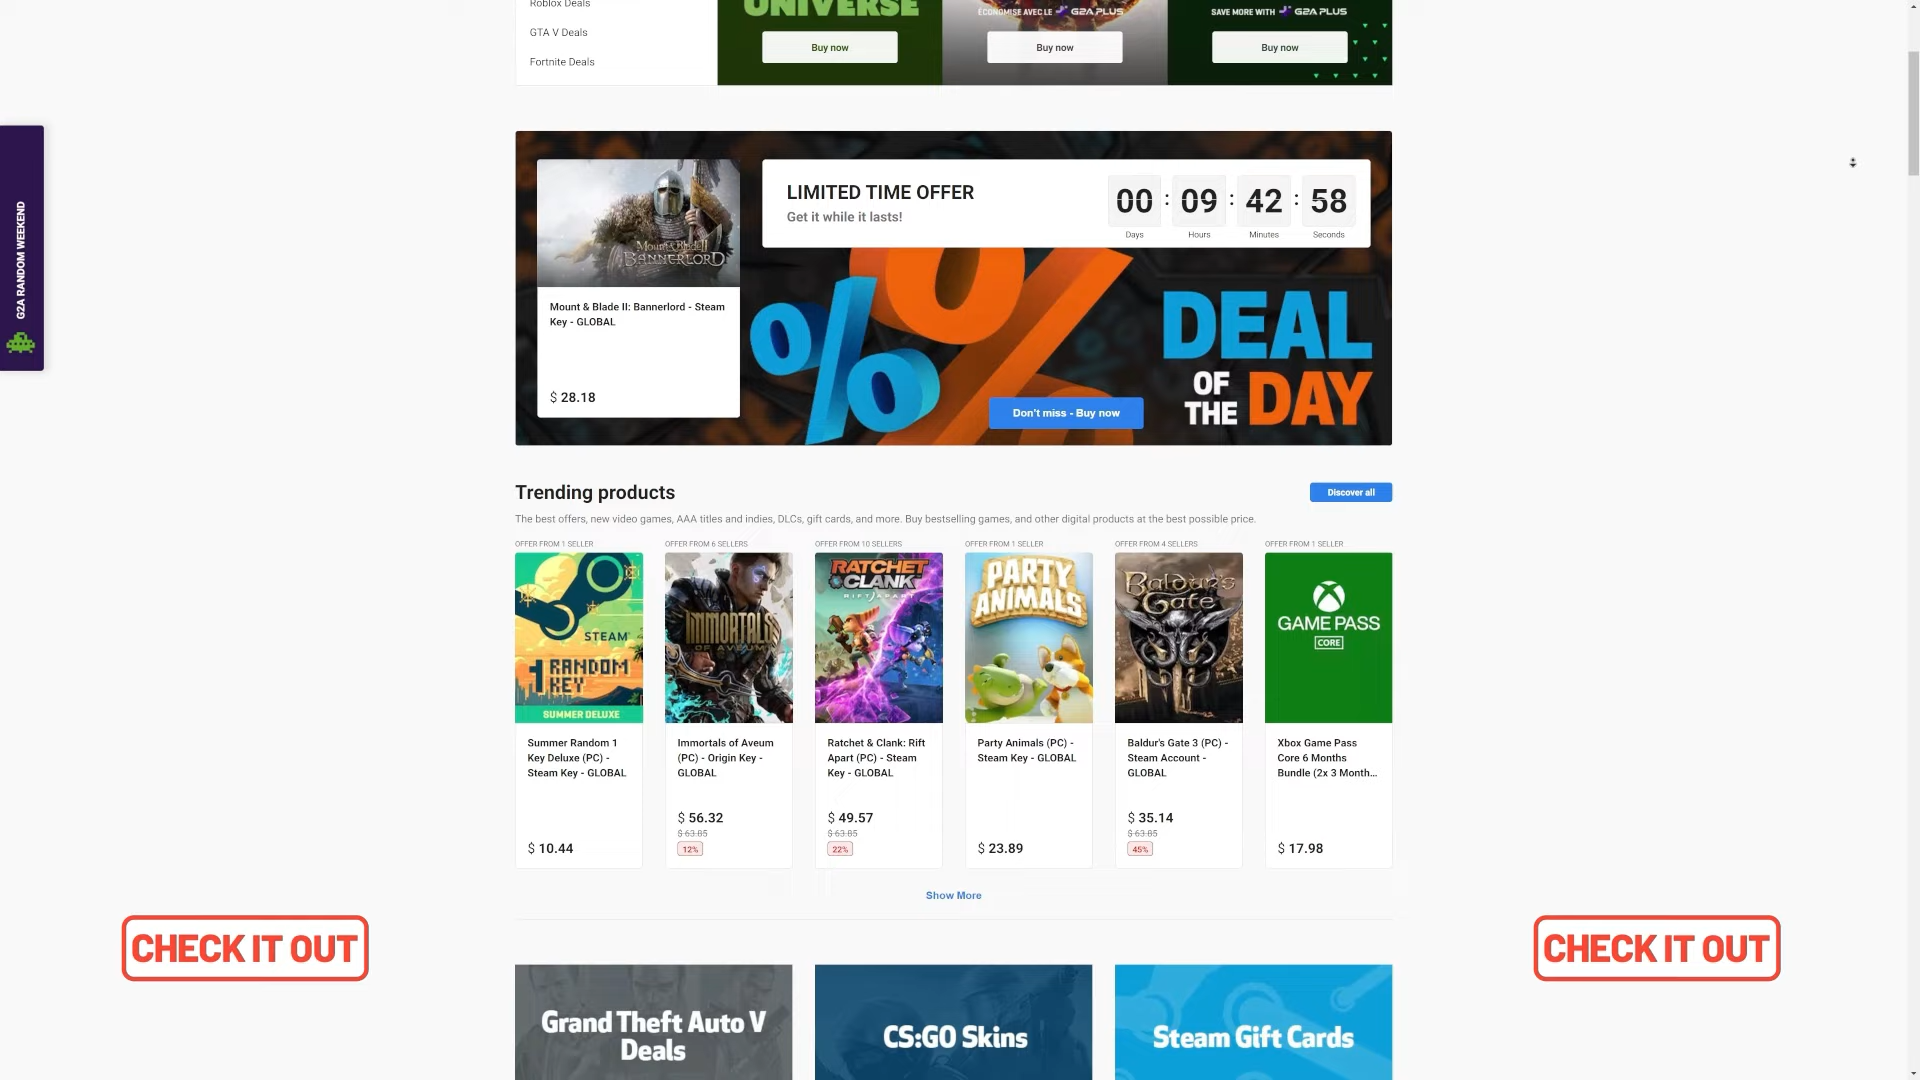 Roblox Deals
GTA V Deals
Fortnite Deals
UNIVERSE
Buy now
ÉCONOMISE AVEC LE G2A PLUS
Buy now
SAVE MORE WITH G2A PLUS
Buy now
G2A RANDOM WEEKEND
MOUNT & BLADE II
BANNERLORD
Mount & Blade II: Bannerlord - Steam
Key - GLOBAL
$ 28.18
LIMITED TIME OFFER
Get it while it lasts!
00 : 09 : 42 : 58
Days Hours Minutes Seconds
DEAL
OF THE DAY
Don't miss - Buy now
Trending products
Discover all
The best offers, new video games, AAA titles and indies, DLCs, gift cards, and more. Buy bestselling games, and other digital products at the best possible price.
OFFER FROM 1 SELLER
STEAM
1 RANDOM
KEY
SUMMER DELUXE
Summer Random 1
Key Deluxe (PC) -
Steam Key - GLOBAL
$ 10.44
OFFER FROM 6 SELLERS
IMMORTALS
OF AVEUM
Immortals of Aveum
(PC) - Origin Key -
GLOBAL
$ 56.32
$ 63.85
12%
OFFER FROM 10 SELLERS
RATCHET
CLANK
RIFT APART
Ratchet & Clank: Rift
Apart (PC) - Steam
Key - GLOBAL
$ 49.57
$ 63.85
22%
OFFER FROM 1 SELLER
PARTY
ANIMALS
Party Animals (PC) -
Steam Key - GLOBAL
$ 23.89
OFFER FROM 4 SELLERS
Baldur's
Gate
Baldur's Gate 3 (PC) -
Steam Account -
GLOBAL
$ 35.14
$ 63.85
45%
OFFER FROM 1 SELLER
GAME PASS
CORE
Xbox Game Pass
Core 6 Months
Bundle (2x 3 Month...
$ 17.98
Show More
CHECK IT OUT
CHECK IT OUT
Grand Theft Auto V
Deals
CS:GO Skins
Steam Gift Cards